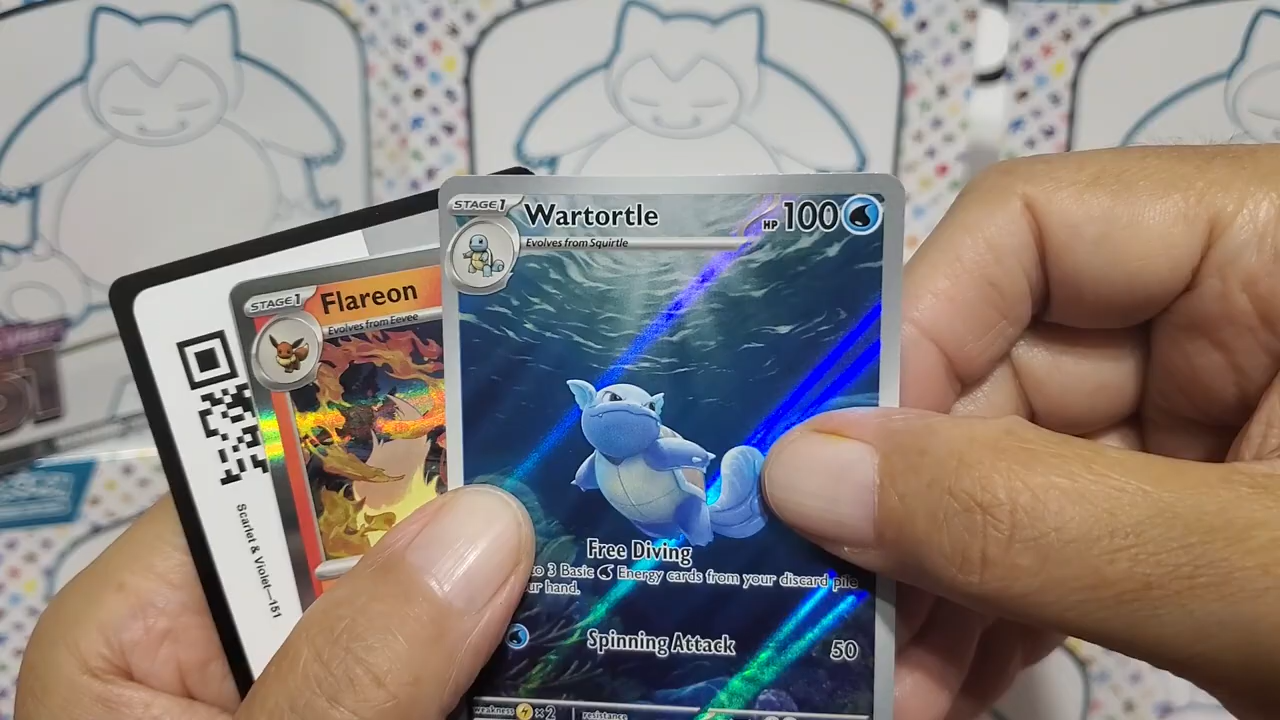 STAGE 1
Wartortle
HP 100
Evolves from Squirtle
Free Diving
to 3 Basic Energy cards from your discard pile
ur hand.
Spinning Attack 50
weakness ×2 resistance
STAGE 1
Flareon
Evolves from Eevee
Scarlet & Violet—151
151